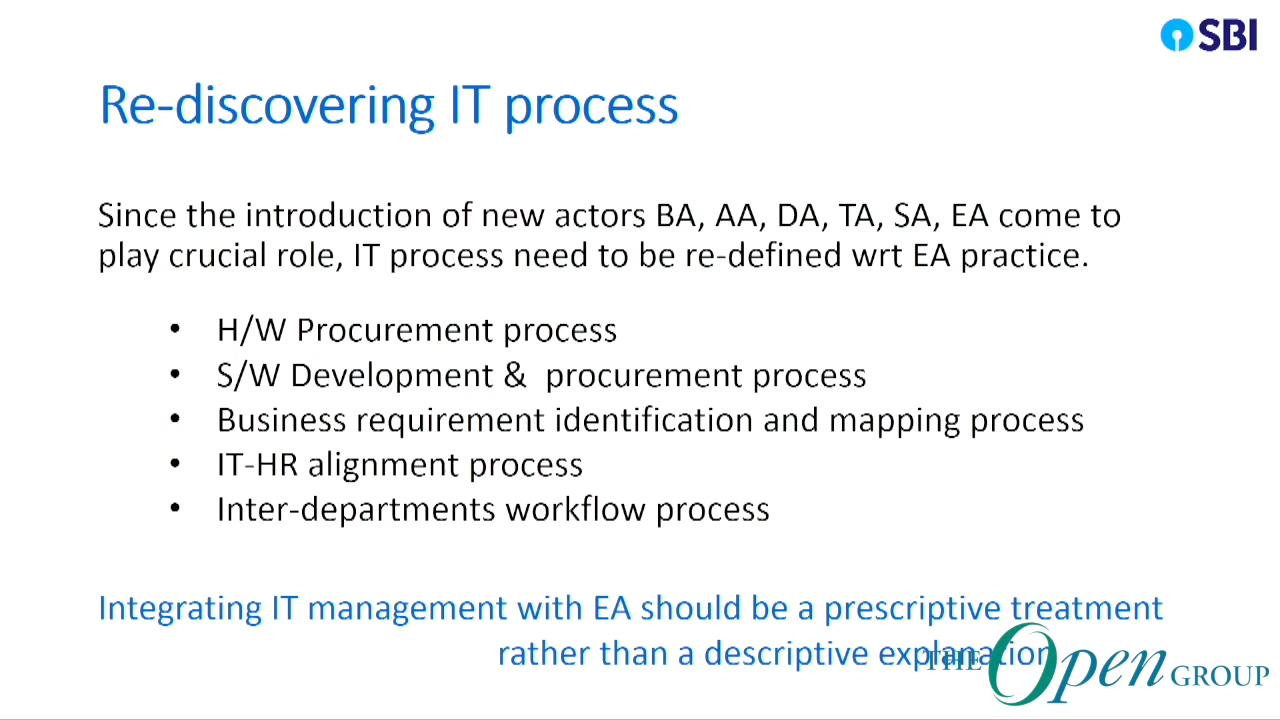 SBI
Re-discovering IT process
Since the introduction of new actors BA, AA, DA, TA, SA, EA come to
play crucial role, IT process need to be re-defined wrt EA practice.
• H/W Procurement process
• S/W Development & procurement process
• Business requirement identification and mapping process
• IT-HR alignment process
• Inter-departments workflow process
Integrating IT management with EA should be a prescriptive treatment
rather than a descriptive explanation
THE Open GROUP